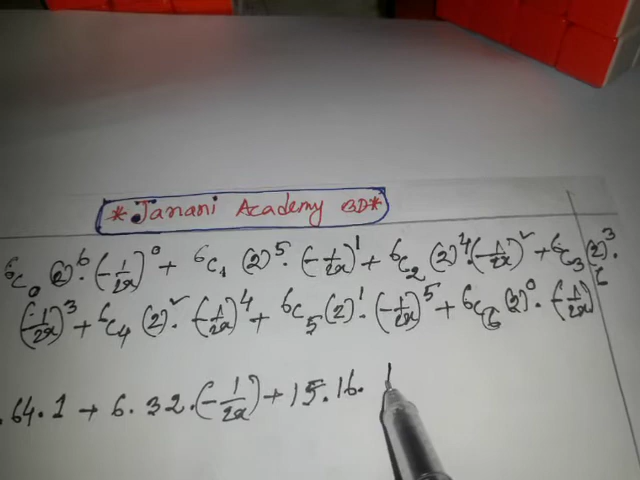 * Janani Academy BD *
⁶C₀ (2)⁶·(-1/2x)⁰ + ⁶C₁ (2)⁵·(-1/2x)¹ + ⁶C₂ (2)⁴·(-1/2x)² + ⁶C₃ (2)³·
(-1/2x)³ + ⁶C₄ (2)²·(-1/2x)⁴ + ⁶C₅ (2)¹·(-1/2x)⁵ + ⁶C₆ (2)⁰·(-1/2x)⁶
.64.1 + 6.32.(-1/2x) + 15.16.